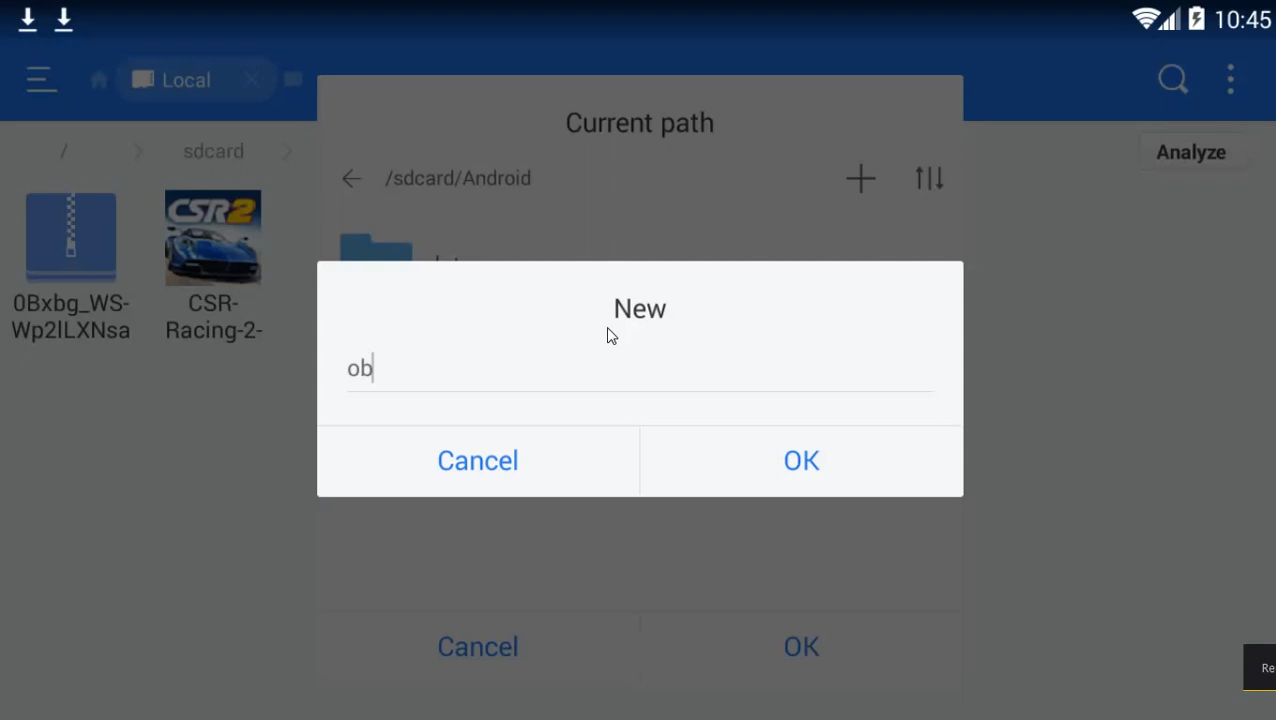 10:45
Local
Current path
/
sdcard
Analyze
/sdcard/Android
CSR2
0Bxbg_WS-
Wp2lLXNsa
CSR-
Racing-2-
New
ob
Cancel
OK
Cancel
OK
Re